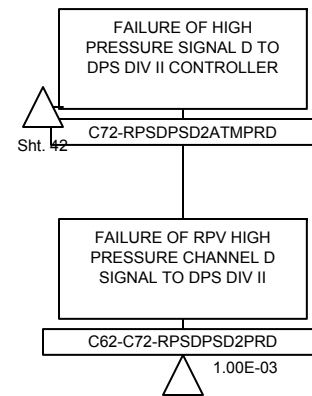 FAILURE OF HIGH
PRESSURE SIGNAL D TO
DPS DIV II CONTROLLER
C72-RPSDPSD2ATMPRD
Sht. 42
FAILURE OF RPV HIGH
PRESSURE CHANNEL D
SIGNAL TO DPS DIV II
C62-C72-RPSDPSD2PRD
1.00E-03